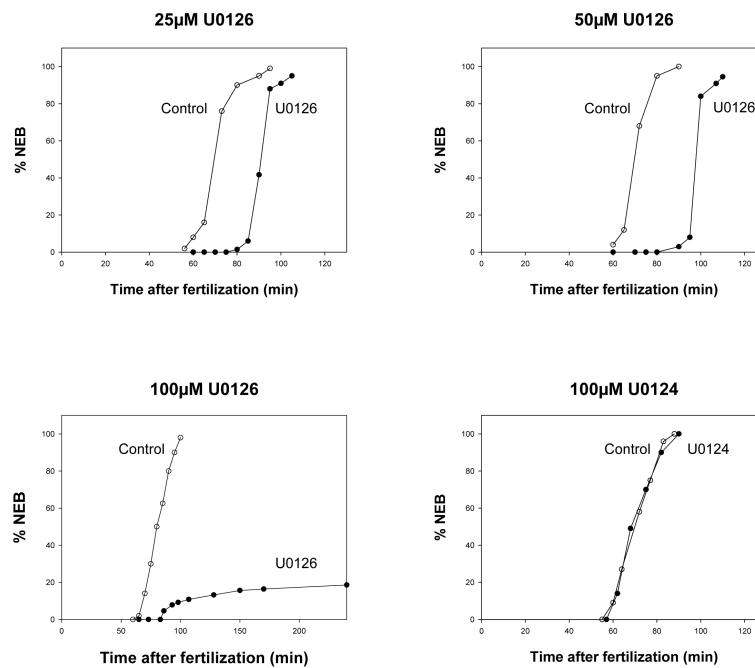 25µM U0126
100
80
60
40
20
0
% NEB
Control
U0126
0 20 40 60 80 100 120
Time after fertilization (min)
50µM U0126
100
80
60
40
20
0
% NEB
Control
U0126
0 20 40 60 80 100 120
Time after fertilization (min)
100µM U0126
100
80
60
40
20
0
% NEB
Control
U0126
0 50 100 150 200
Time after fertilization (min)
100µM U0124
100
80
60
40
20
0
% NEB
Control
U0124
0 20 40 60 80 100 120
Time after fertilization (min)